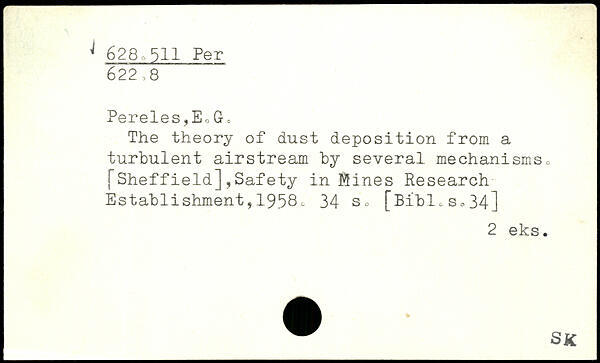 628.511 Per
622.8
Pereles,E.G.
The theory of dust deposition from a
turbulent airstream by several mechanisms.
[Sheffield],Safety in Mines Research
Establishment,1958. 34 s. [Bibl.s.34]
2 eks.
SK